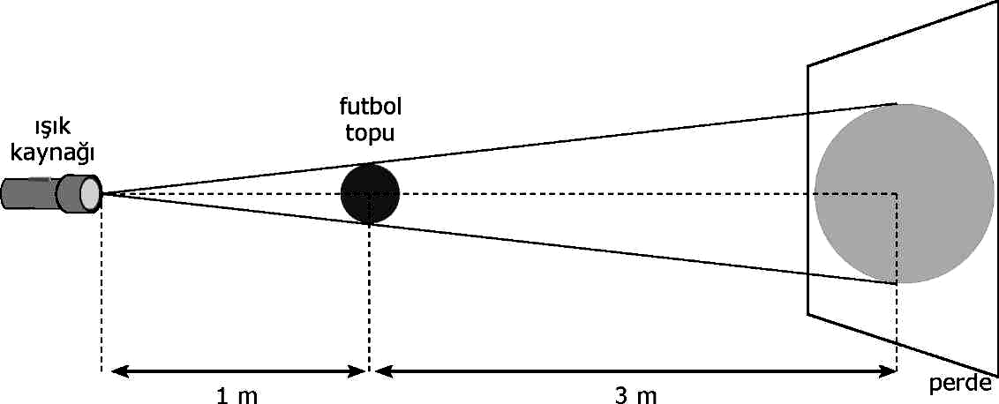 ışık
kaynağı
futbol
topu
1 m
3 m
perde